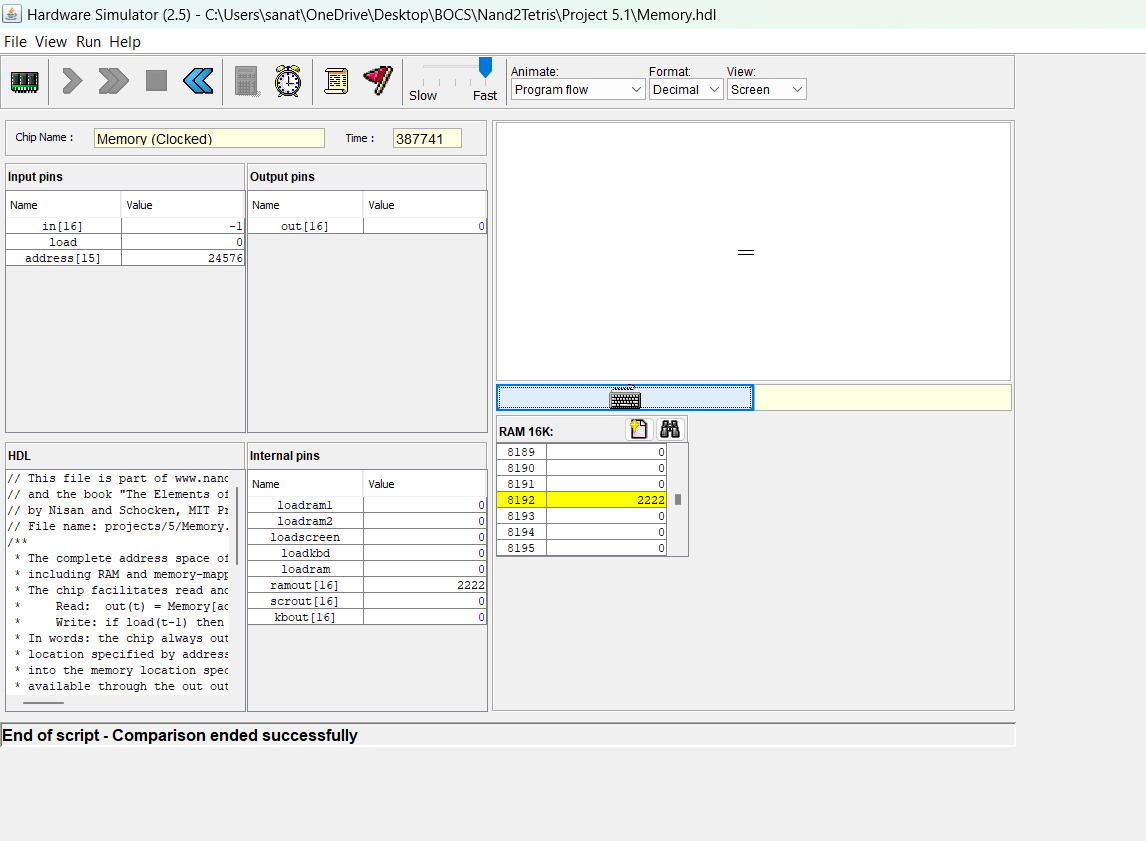 Hardware Simulator (2.5) - C:\Users\sanat\OneDrive\Desktop\BOCS\Nand2Tetris\Project 5.1\Memory.hdl
File View Run Help
Slow Fast
Animate: Format: View:
Program flow Decimal Screen
Chip Name : Memory (Clocked) Time : 387741
Input pins
Name Value
in[16] -1
load 0
address[15] 24576
Output pins
Name Value
out[16] 0
HDL
// This file is part of www.nand
// and the book "The Elements of
// by Nisan and Schocken, MIT Pr
// File name: projects/5/Memory.
/**
* The complete address space of
* including RAM and memory-mapp
* The chip facilitates read and
* Read: out(t) = Memory[ad
* Write: if load(t-1) then
* In words: the chip always out
* location specified by address
* into the memory location spec
* available through the out out
Internal pins
Name Value
loadram1 0
loadram2 0
loadscreen 0
loadkbd 0
loadram 0
ramout[16] 2222
scrout[16] 0
kbout[16] 0
RAM 16K:
8189 0
8190 0
8191 0
8192 2222
8193 0
8194 0
8195 0
End of script - Comparison ended successfully